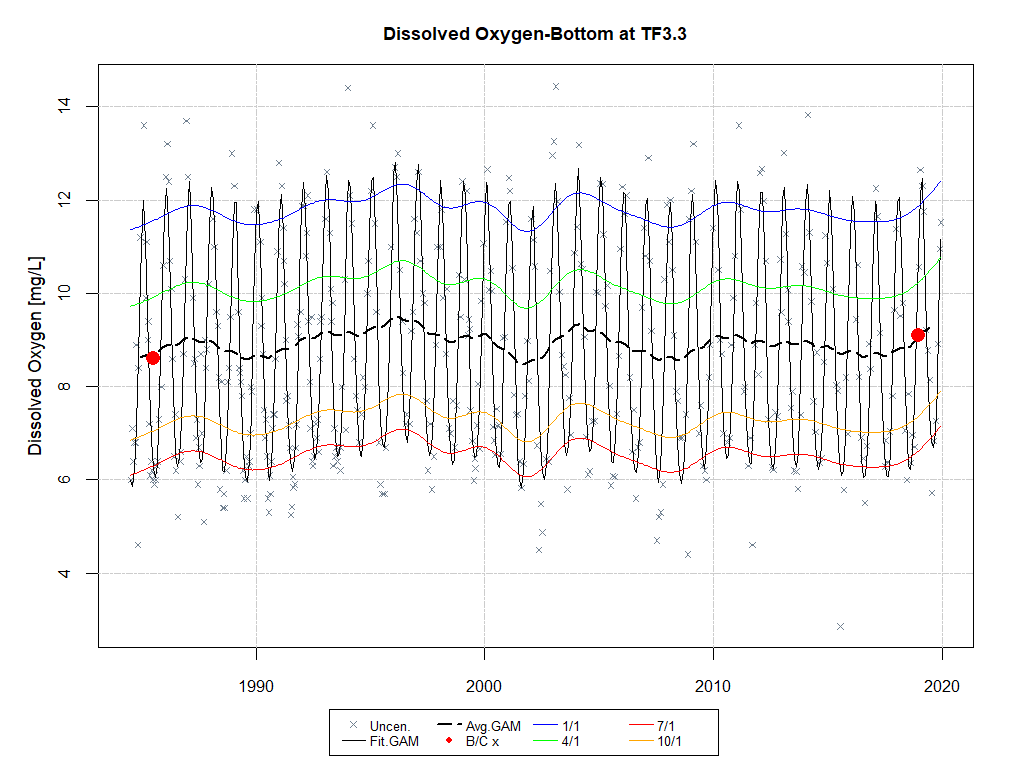 Dissolved Oxygen-Bottom at TF3.3
Dissolved Oxygen [mg/L]
14
12
10
8
6
4
1990 2000 2010 2020
Uncen. Avg.GAM 1/1 7/1
Fit.GAM B/C x 4/1 10/1